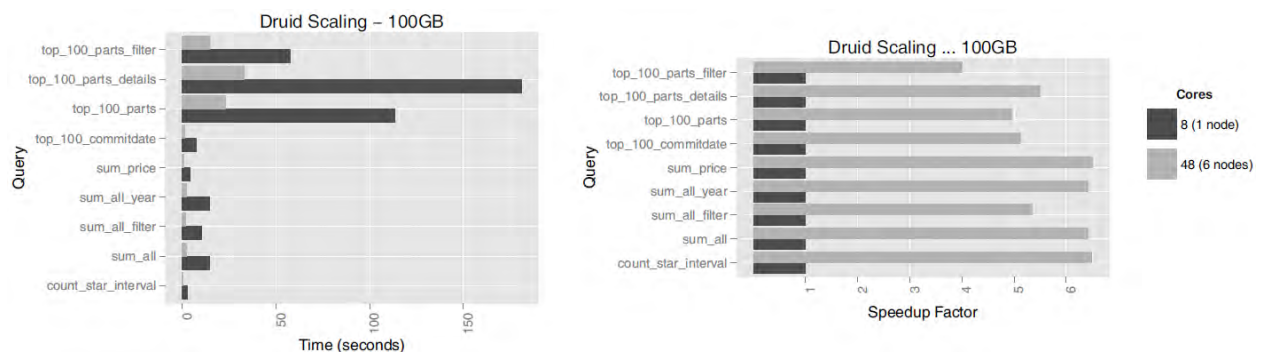 Druid Scaling – 100GB
Query
top_100_parts_filter
top_100_parts_details
top_100_parts
top_100_commitdate
sum_price
sum_all_year
sum_all_filter
sum_all
count_star_interval
0
50
100
150
Time (seconds)
Druid Scaling ... 100GB
Query
top_100_parts_filter
top_100_parts_details
top_100_parts
top_100_commitdate
sum_price
sum_all_year
sum_all_filter
sum_all
count_star_interval
1
2
3
4
5
6
Speedup Factor
Cores
8 (1 node)
48 (6 nodes)